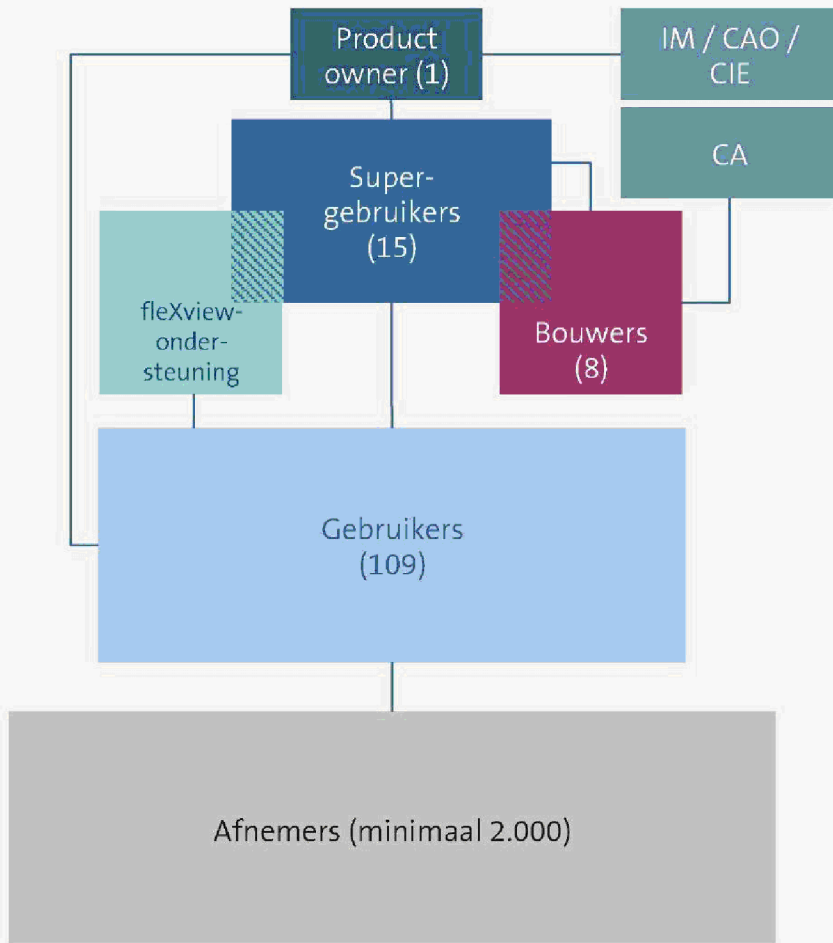 Product
owner (1)
IM / CAO /
CIE
CA
Super-
gebruikers
(15)
fleXview-
onder-
steuning
Bouwers
(8)
Gebruikers
(109)
Afnemers (minimaal 2.000)